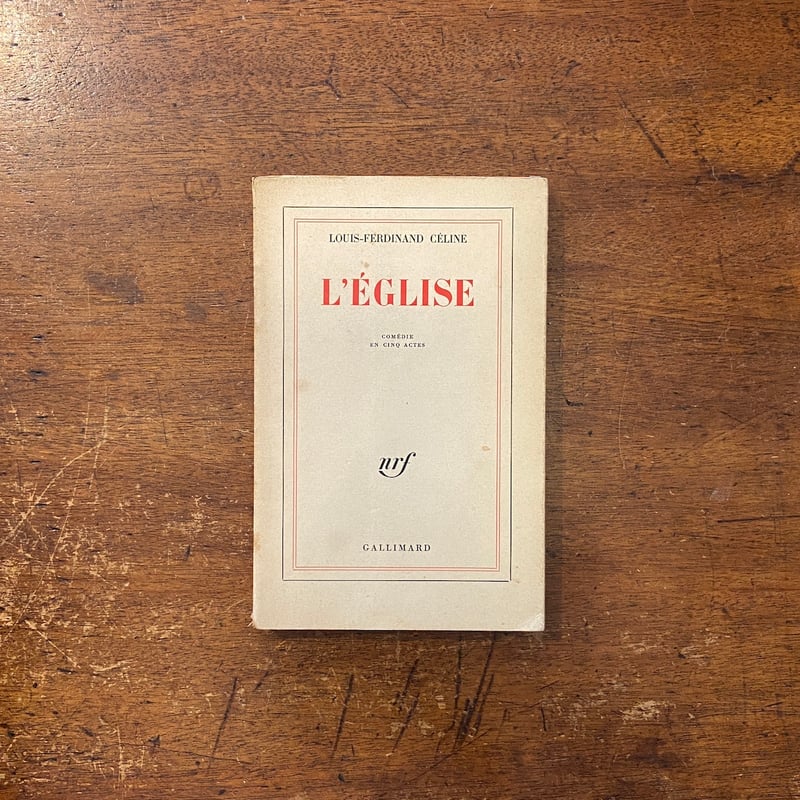 LOUIS-FERDINAND CÉLINE
L'ÉGLISE
COMÉDIE
EN CINQ ACTES
nrf
GALLIMARD